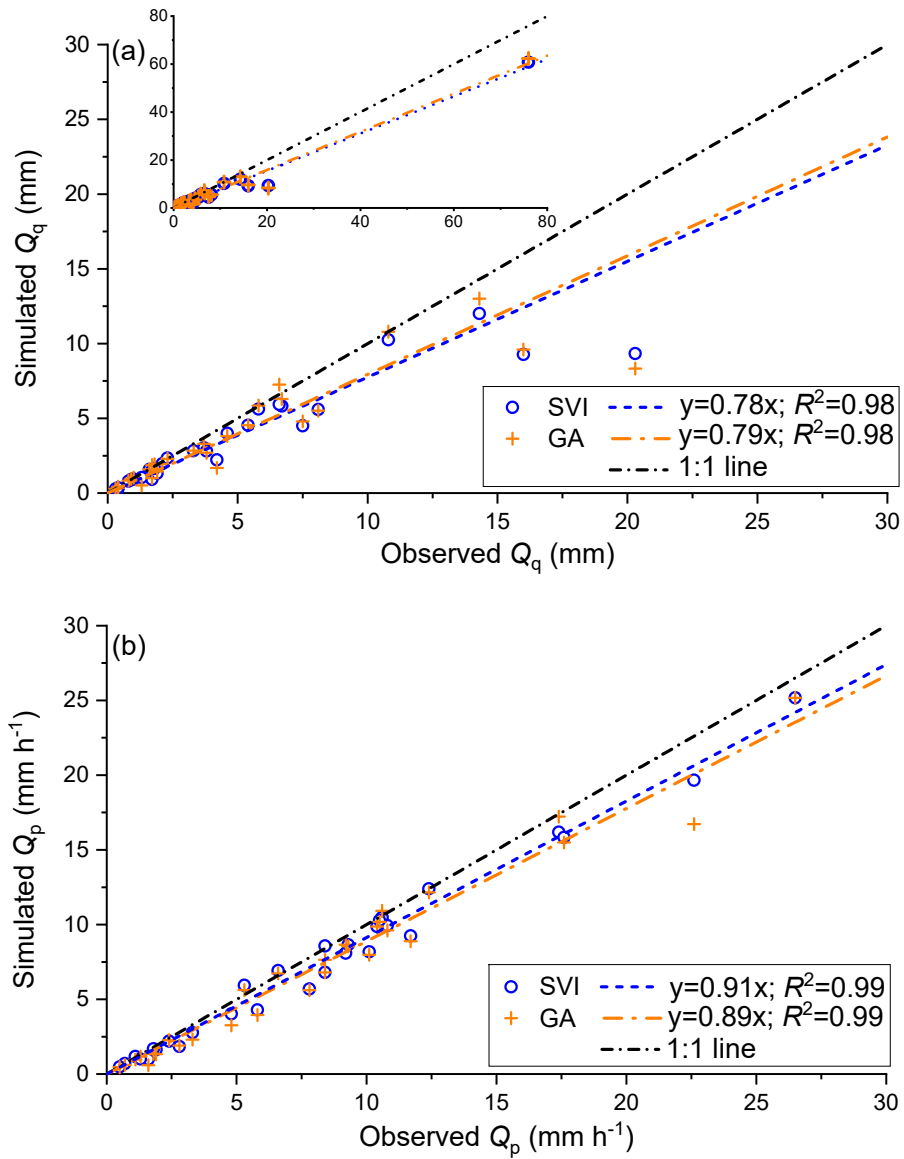 (a)
80
60
40
20
0
0 20 40 60 80
30
25
20
15
10
5
0
Simulated Qq (mm)
SVI y=0.78x; R²=0.98
GA y=0.79x; R²=0.98
1:1 line
0 5 10 15 20 25 30
Observed Qq (mm)
(b)
30
25
20
15
10
5
0
Simulated Qp (mm h⁻¹)
SVI y=0.91x; R²=0.99
GA y=0.89x; R²=0.99
1:1 line
0 5 10 15 20 25 30
Observed Qp (mm h⁻¹)